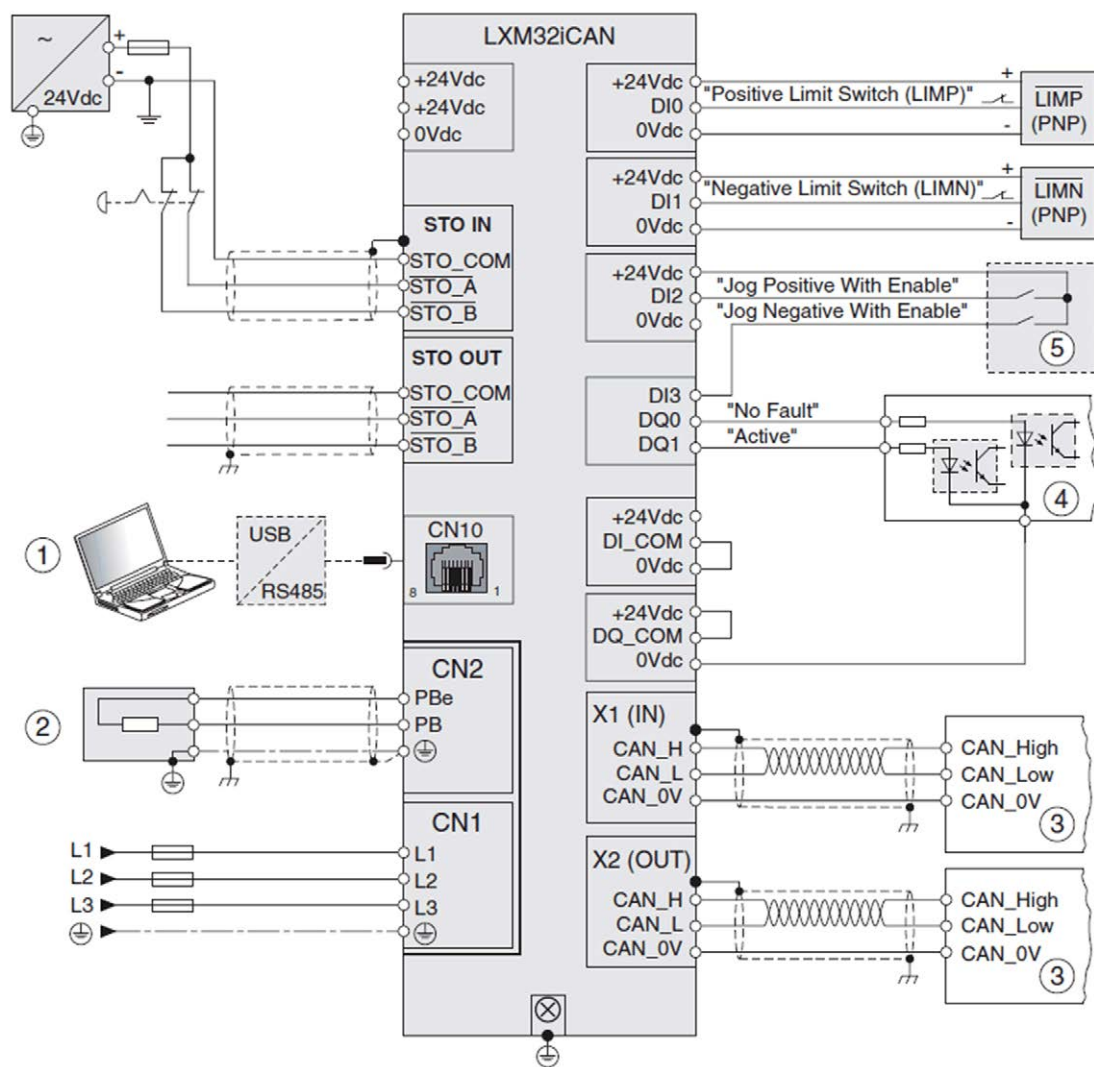 LXM32iCAN
~
24Vdc
+
-
+24Vdc
+24Vdc
0Vdc
STO IN
STO_COM
STO_A
STO_B
STO OUT
STO_COM
STO_A
STO_B
1
USB
RS485
CN10
8 1
2
CN2
PBe
PB
CN1
L1 L1
L2 L2
L3 L3
+24Vdc
DI0
0Vdc
"Positive Limit Switch (LIMP)"
+
-
LIMP
(PNP)
+24Vdc
DI1
0Vdc
"Negative Limit Switch (LIMN)"
+
-
LIMN
(PNP)
+24Vdc
DI2
0Vdc
"Jog Positive With Enable"
"Jog Negative With Enable"
5
DI3
DQ0
DQ1
"No Fault"
"Active"
4
+24Vdc
DI_COM
0Vdc
+24Vdc
DQ_COM
0Vdc
X1 (IN)
CAN_H
CAN_L
CAN_0V
CAN_High
CAN_Low
CAN_0V
3
X2 (OUT)
CAN_H
CAN_L
CAN_0V
CAN_High
CAN_Low
CAN_0V
3